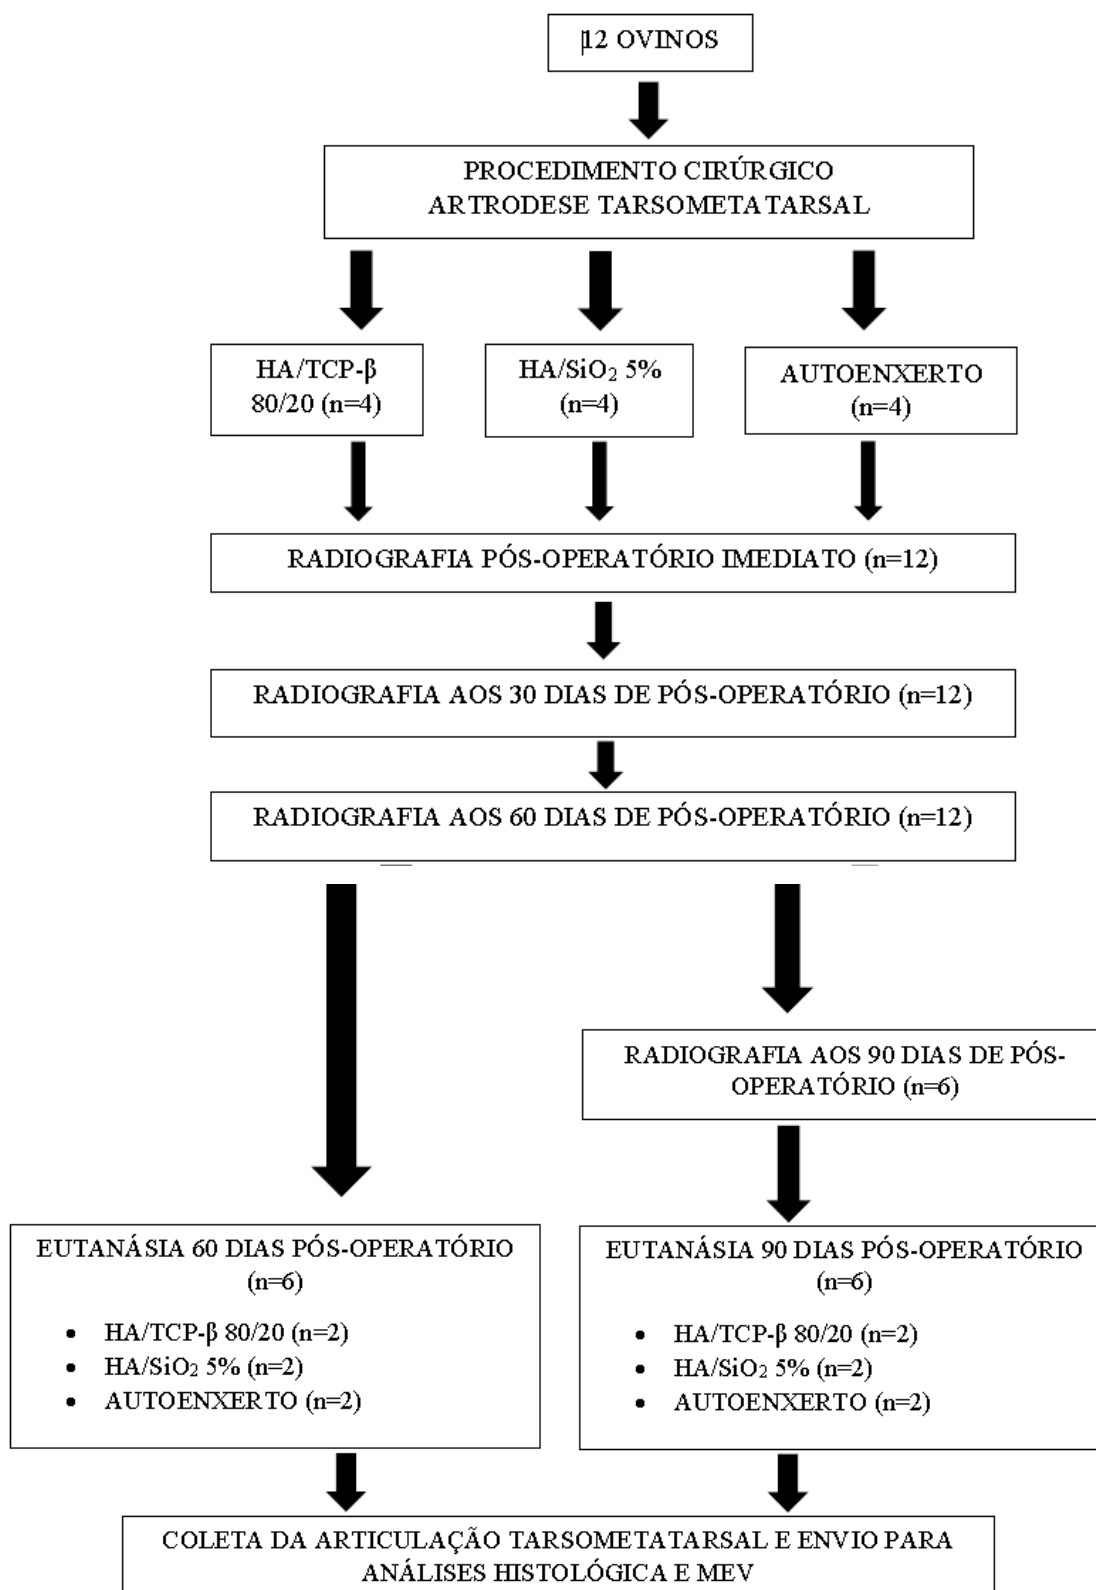 12 OVINOS
PROCEDIMENTO CIRÚRGICO
ARTRODESE TARSOMETATARSAL
HA/TCP-β
80/20 (n=4)
HA/SiO₂ 5%
(n=4)
AUTOENXERTO
(n=4)
RADIOGRAFIA PÓS-OPERATÓRIO IMEDIATO (n=12)
RADIOGRAFIA AOS 30 DIAS DE PÓS-OPERATÓRIO (n=12)
RADIOGRAFIA AOS 60 DIAS DE PÓS-OPERATÓRIO (n=12)
RADIOGRAFIA AOS 90 DIAS DE PÓS-
OPERATÓRIO (n=6)
EUTANÁSIA 60 DIAS PÓS-OPERATÓRIO
(n=6)
• HA/TCP-β 80/20 (n=2)
• HA/SiO₂ 5% (n=2)
• AUTOENXERTO (n=2)
EUTANÁSIA 90 DIAS PÓS-OPERATÓRIO
(n=6)
• HA/TCP-β 80/20 (n=2)
• HA/SiO₂ 5% (n=2)
• AUTOENXERTO (n=2)
COLETA DA ARTICULAÇÃO TARSOMETATARSAL E ENVIO PARA
ANÁLISES HISTOLÓGICA E MEV